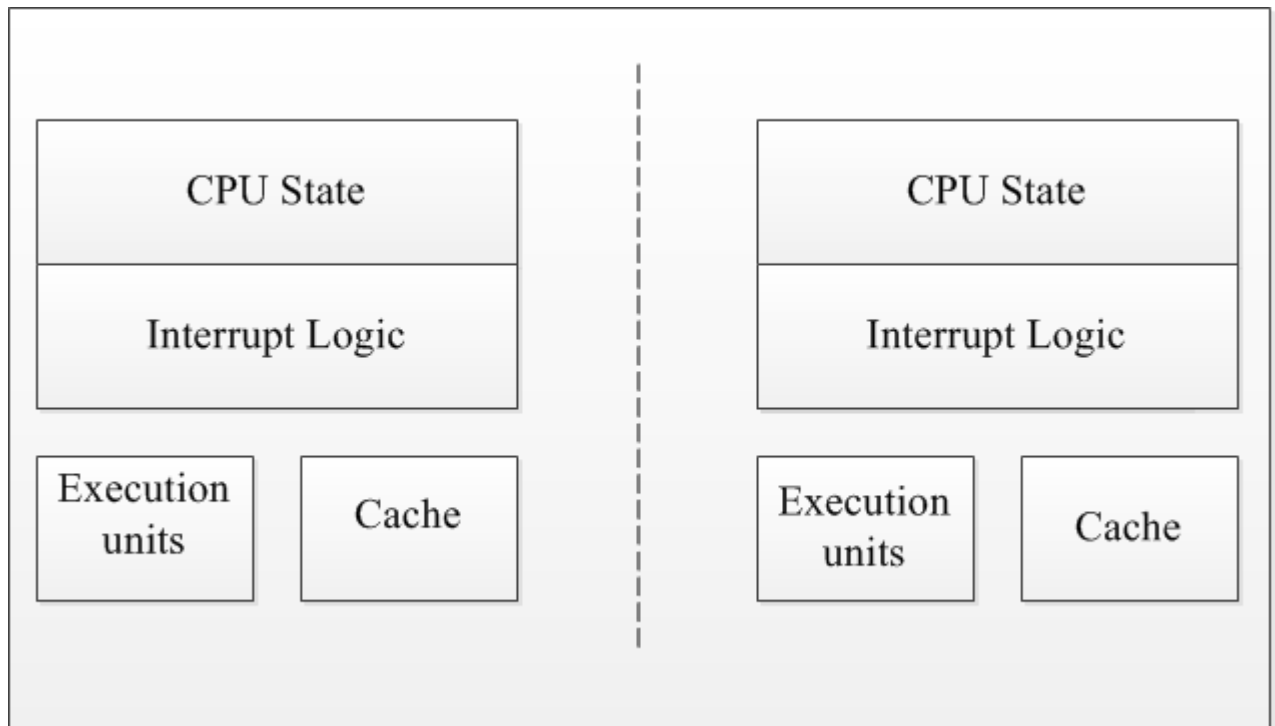 CPU State
Interrupt Logic
Execution
units
Cache
CPU State
Interrupt Logic
Execution
units
Cache